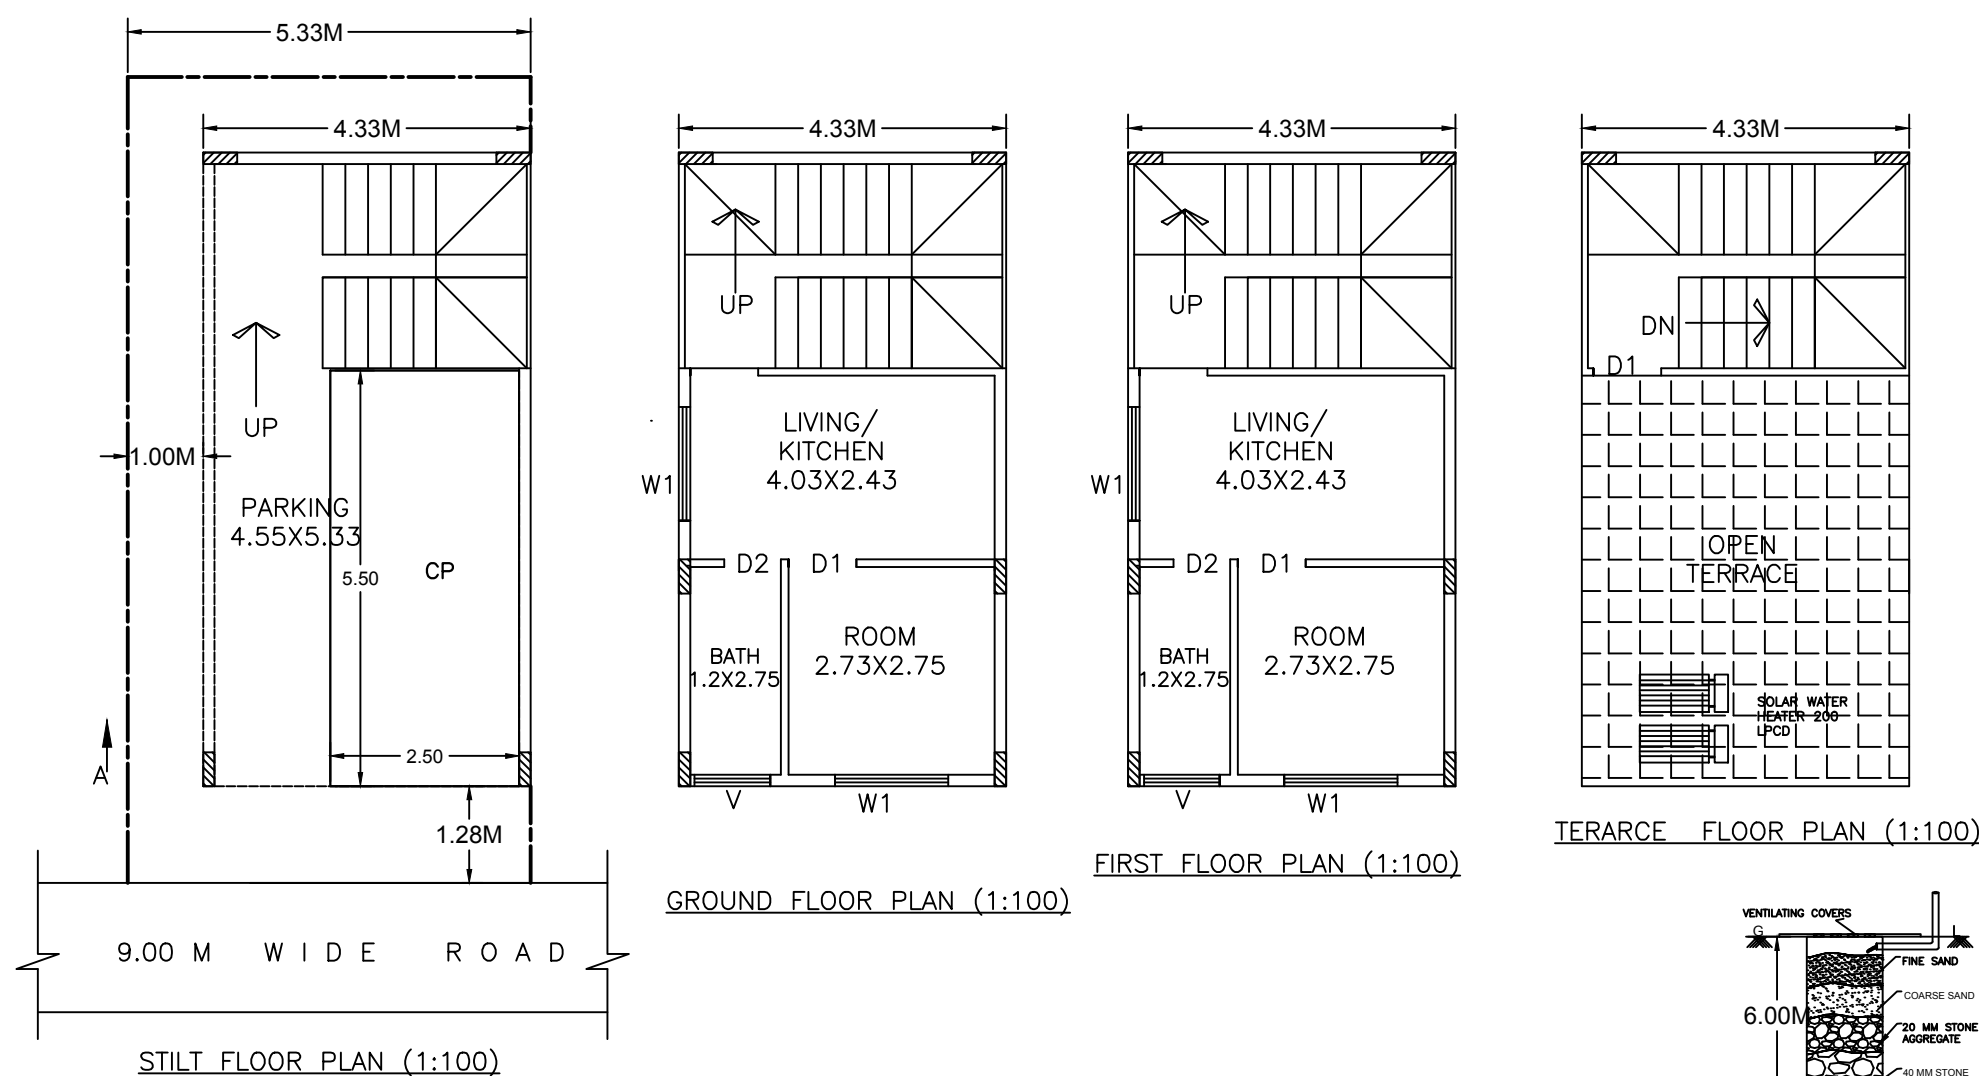 5.33M
4.33M
UP
1.00M
PARKING
4.55X5.33
5.50
CP
2.50
A
1.28M
9.00 M WIDE ROAD
STILT FLOOR PLAN (1:100)
4.33M
UP
LIVING/
KITCHEN
4.03X2.43
W1
D2
D1
BATH
1.2X2.75
ROOM
2.73X2.75
V
W1
GROUND FLOOR PLAN (1:100)
4.33M
UP
LIVING/
KITCHEN
4.03X2.43
W1
D2
D1
BATH
1.2X2.75
ROOM
2.73X2.75
V
W1
FIRST FLOOR PLAN (1:100)
4.33M
DN
D1
OPEN
TERRACE
SOLAR WATER
HEATER 200
LPCD
TERARCE FLOOR PLAN (1:100)
VENTILATING COVERS
G
L
FINE SAND
COARSE SAND
6.00M
20 MM STONE
AGGREGATE
40 MM STONE